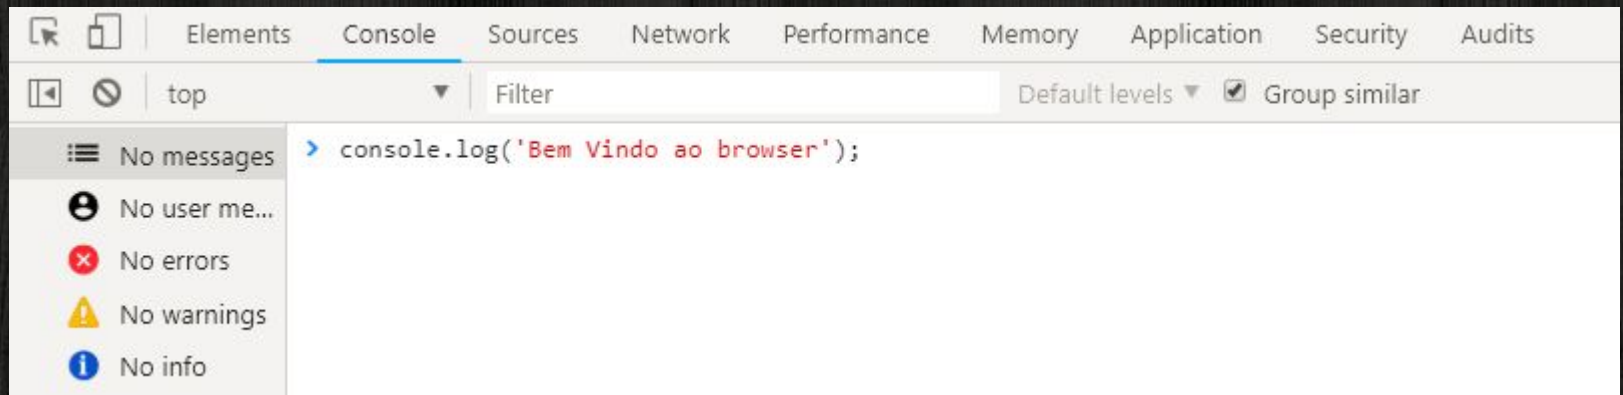 Elements Console Sources Network Performance Memory Application Security Audits
top Filter Default levels Group similar
No messages
> console.log('Bem Vindo ao browser');
No user me...
No errors
No warnings
No info